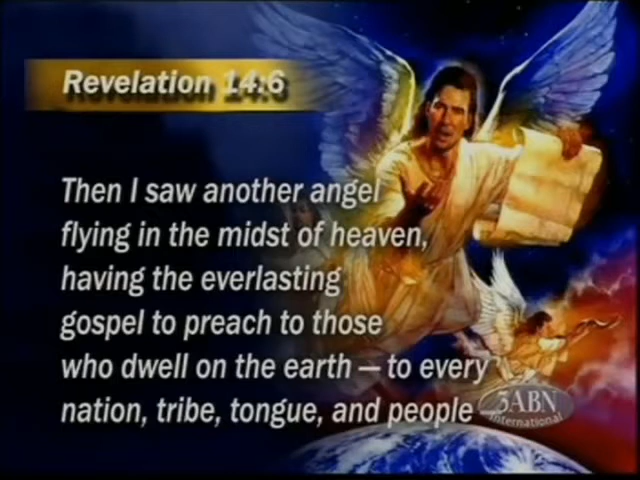 Revelation 14:6
Then I saw another angel
flying in the midst of heaven,
having the everlasting
gospel to preach to those
who dwell on the earth — to every
nation, tribe, tongue, and people —
3ABN
International